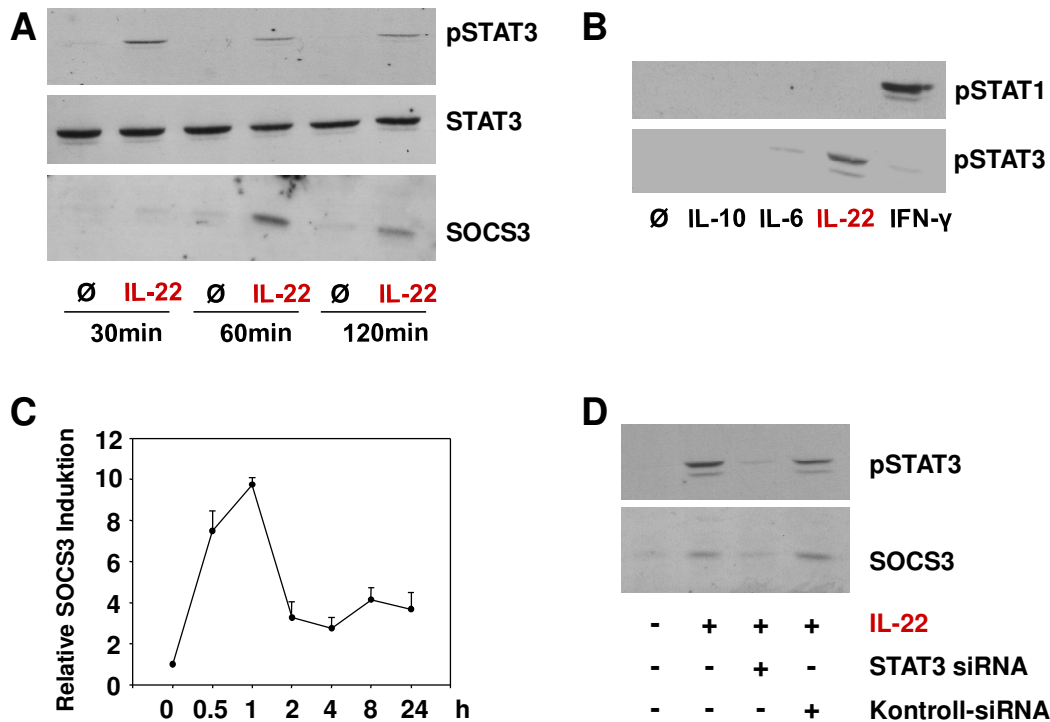 A
pSTAT3
STAT3
SOCS3
Ø IL-22 Ø IL-22 Ø IL-22
30min 60min 120min
B
pSTAT1
pSTAT3
Ø IL-10 IL-6 IL-22 IFN-γ
C
Relative SOCS3 Induktion
12
10
8
6
4
2
0
0 0.5 1 2 4 8 24 h
D
pSTAT3
SOCS3
- + + + IL-22
- - + - STAT3 siRNA
- - - + Kontroll-siRNA